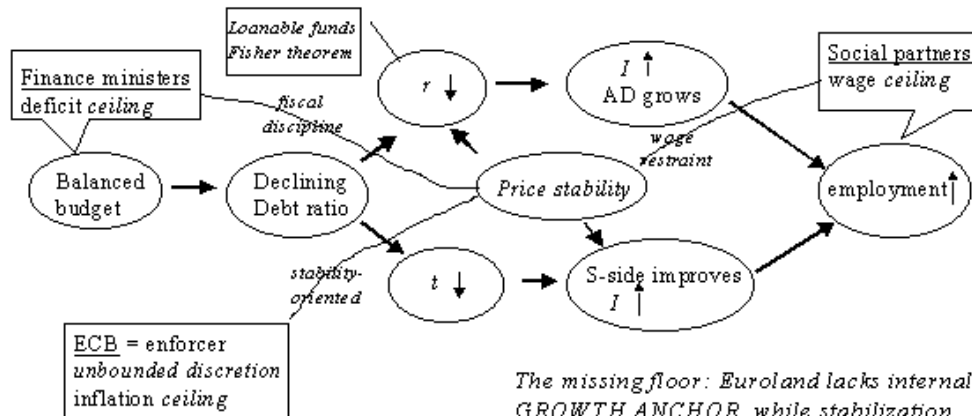 Loanable funds
Fisher theorem
Finance ministers
deficit ceiling
Social partners
wage ceiling
r ↓
I ↑
AD grows
fiscal
discipline
wage
restraint
Balanced
budget
Declining
Debt ratio
Price stability
employment ↑
stability-
oriented
t ↓
S-side improves
I ↑
ECB = enforcer
unbounded discretion
inflation ceiling
The missing floor: Euroland lacks internal
GROWTH ANCHOR, while stabilization